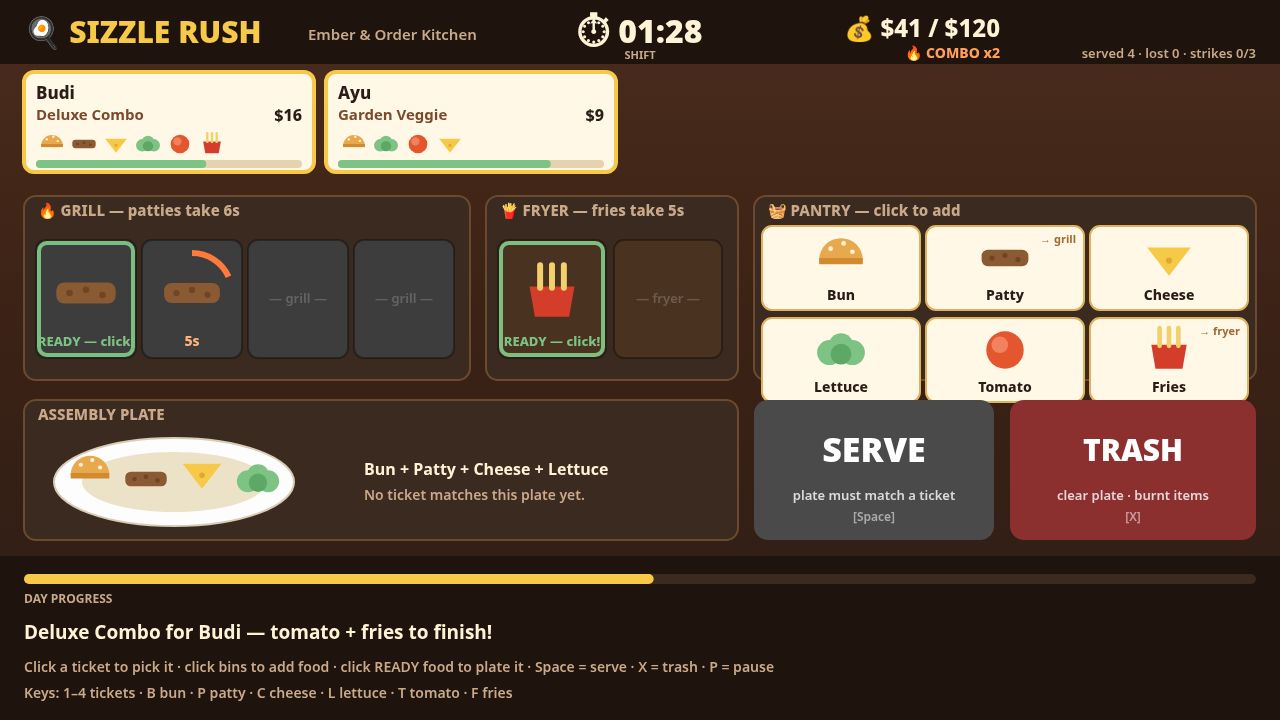 SIZZLE RUSH
Ember & Order Kitchen
01:28
SHIFT
$41 / $120
COMBO x2
served 4 · lost 0 · strikes 0/3
Budi
Deluxe Combo
$16
Ayu
Garden Veggie
$9
GRILL — patties take 6s
READY — click!
5s
— grill —
— grill —
FRYER — fries take 5s
READY — click!
— fryer —
PANTRY — click to add
Bun
→ grill
Patty
Cheese
Lettuce
Tomato
→ fryer
Fries
ASSEMBLY PLATE
Bun + Patty + Cheese + Lettuce
No ticket matches this plate yet.
SERVE
plate must match a ticket
[Space]
TRASH
clear plate · burnt items
[X]
DAY PROGRESS
Deluxe Combo for Budi — tomato + fries to finish!
Click a ticket to pick it · click bins to add food · click READY food to plate it · Space = serve · X = trash · P = pause
Keys: 1–4 tickets · B bun · P patty · C cheese · L lettuce · T tomato · F fries